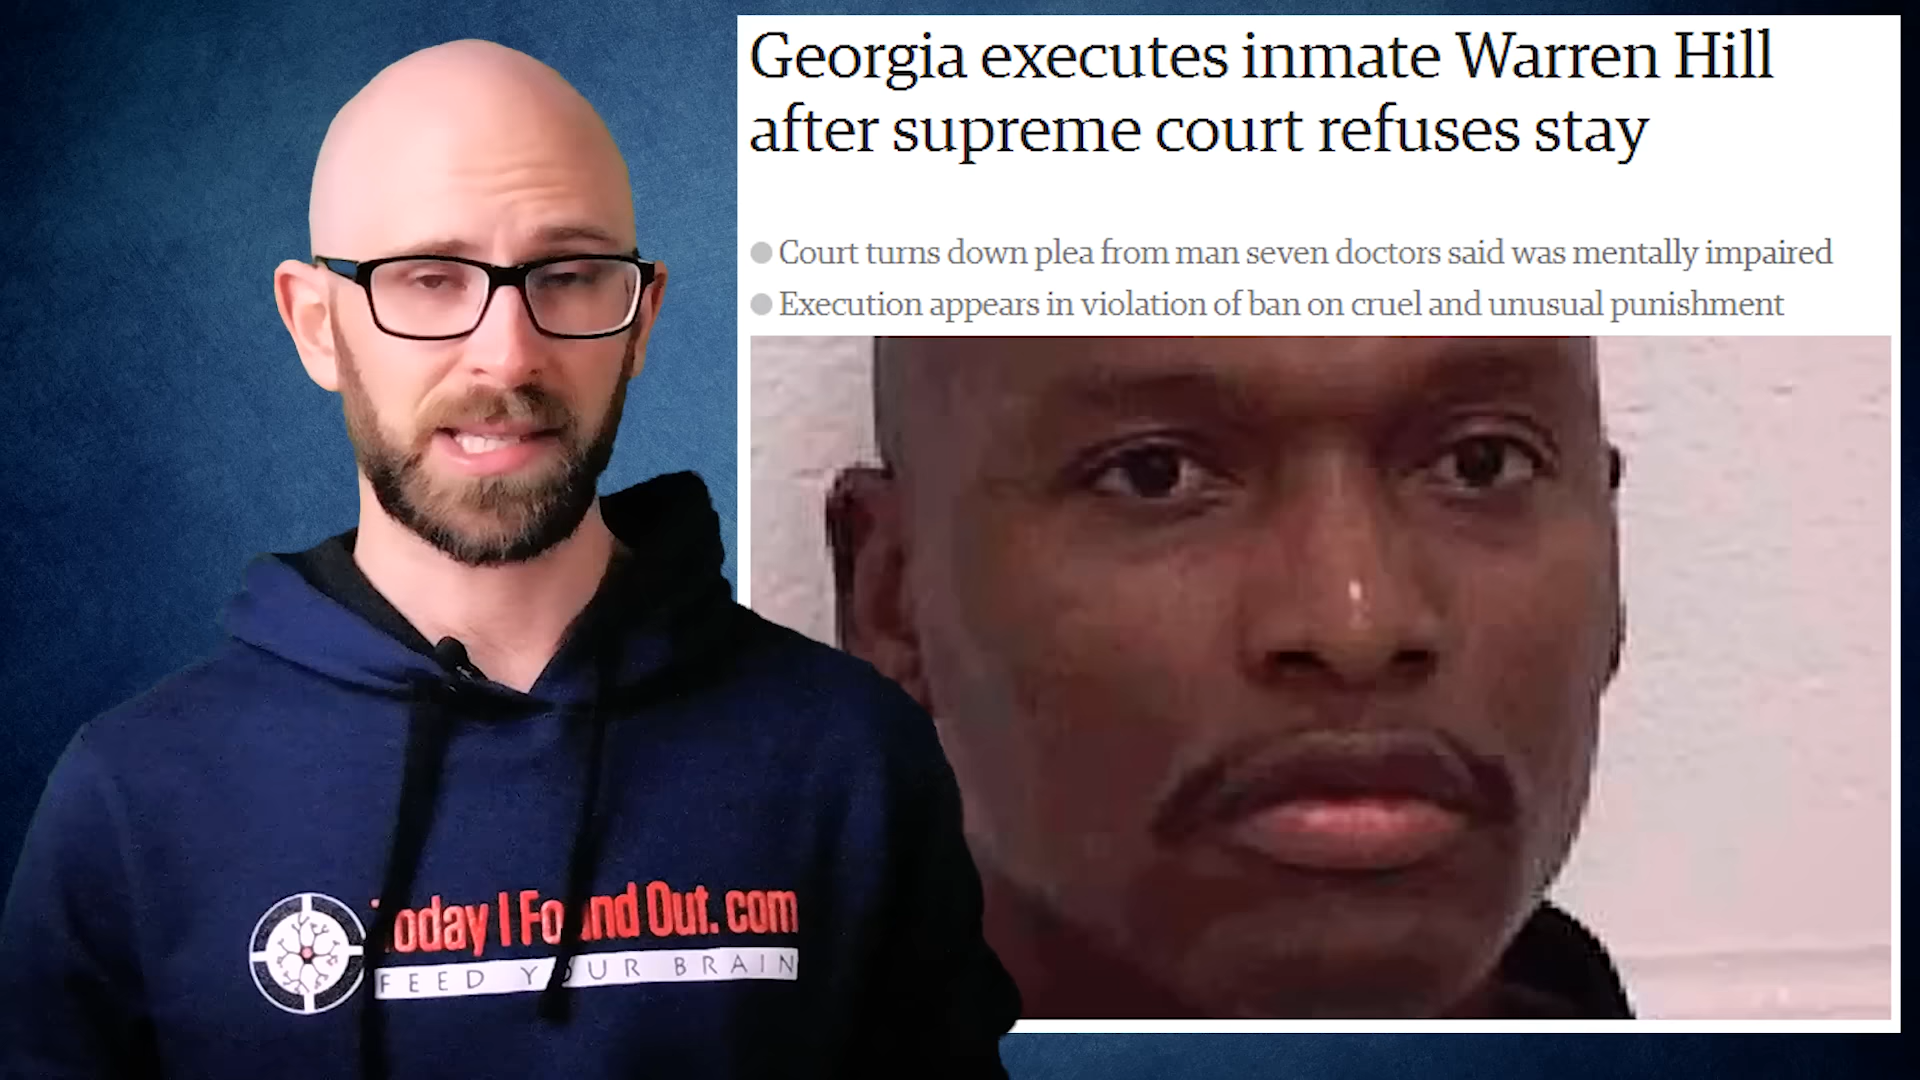 Georgia executes inmate Warren Hill
after supreme court refuses stay
Court turns down plea from man seven doctors said was mentally impaired
Execution appears in violation of ban on cruel and unusual punishment
Today I Found Out.com
FEED YOUR BRAIN